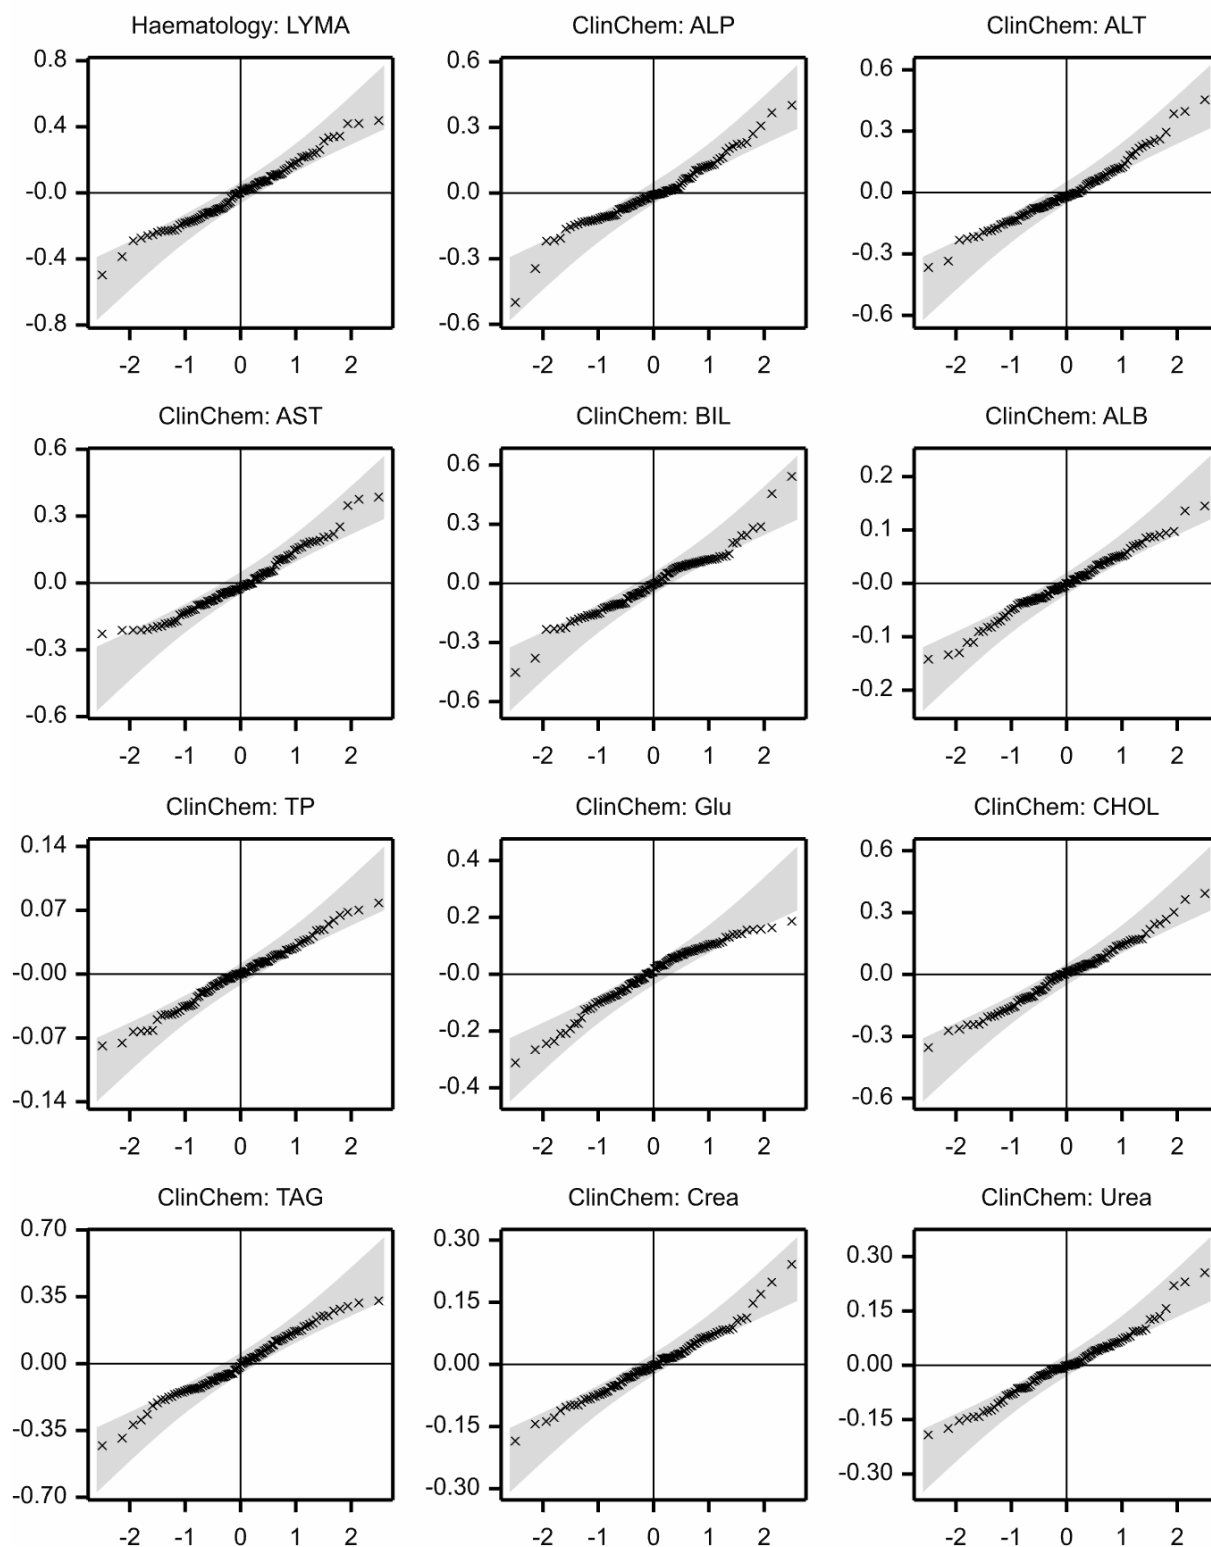 Haematology: LYMA ClinChem: ALP ClinChem: ALT
0.8 0.6 0.6
0.4 0.3 0.3
-0.0 0.0 0.0
-0.4 -0.3 -0.3
-0.8 -0.6 -0.6
-2 -1 0 1 2 -2 -1 0 1 2 -2 -1 0 1 2
ClinChem: AST ClinChem: BIL ClinChem: ALB
0.6 0.6 0.2
0.3 0.3 0.1
0.0 0.0 -0.0
-0.3 -0.3 -0.1
-0.6 -0.6 -0.2
-2 -1 0 1 2 -2 -1 0 1 2 -2 -1 0 1 2
ClinChem: TP ClinChem: Glu ClinChem: CHOL
0.14 0.4 0.6
0.07 0.2 0.3
-0.00 -0.0 0.0
-0.07 -0.2 -0.3
-0.14 -0.4 -0.6
-2 -1 0 1 2 -2 -1 0 1 2 -2 -1 0 1 2
ClinChem: TAG ClinChem: Crea ClinChem: Urea
0.70 0.30 0.30
0.35 0.15 0.15
0.00 0.00 0.00
-0.35 -0.15 -0.15
-0.70 -0.30 -0.30
-2 -1 0 1 2 -2 -1 0 1 2 -2 -1 0 1 2